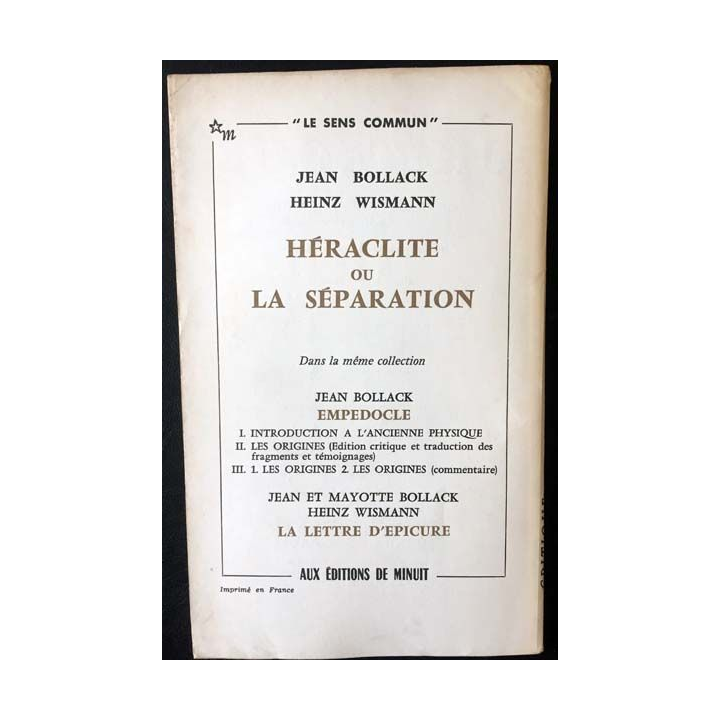 "LE SENS COMMUN"
m
JEAN BOLLACK
HEINZ WISMANN
HÉRACLITE
OU
LA SÉPARATION
Dans la même collection
JEAN BOLLACK
EMPEDOCLE
I. INTRODUCTION A L'ANCIENNE PHYSIQUE
II. LES ORIGINES (Edition critique et traduction des
fragments et témoignages)
III. 1. LES ORIGINES 2. LES ORIGINES (commentaire)
JEAN ET MAYOTTE BOLLACK
HEINZ WISMANN
LA LETTRE D'EPICURE
AUX ÉDITIONS DE MINUIT
Imprimé en France